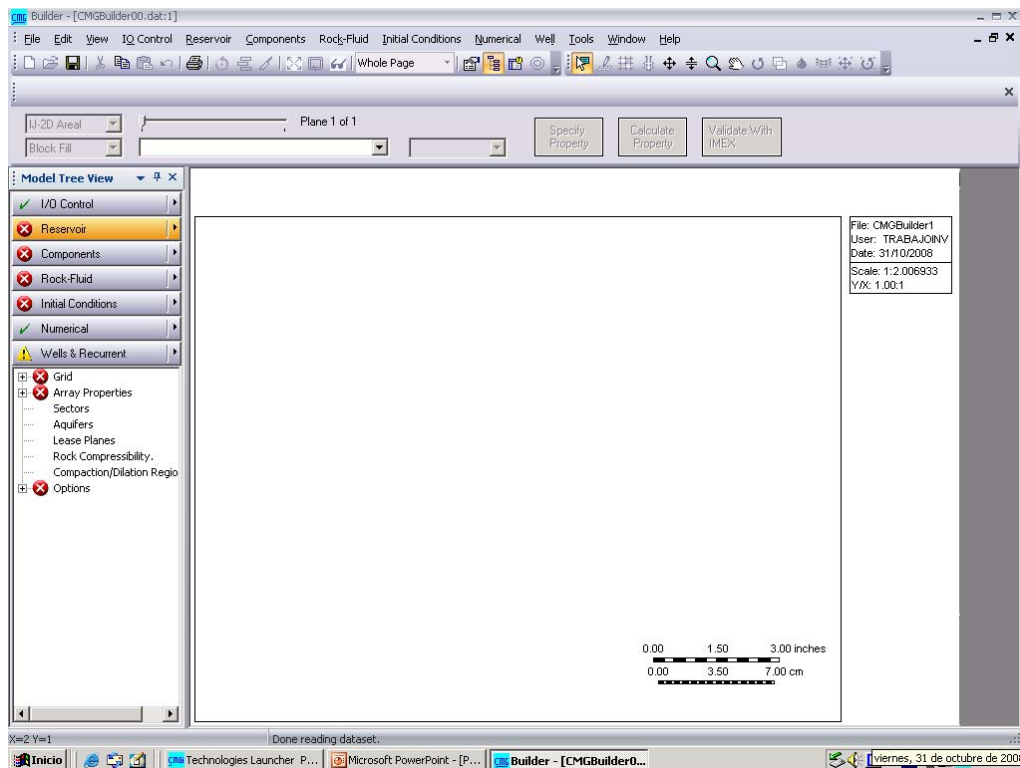 cmg Builder - [CMGBuilder00.dat:1]
File Edit View IO Control Reservoir Components Rock-Fluid Initial Conditions Numerical Well Tools Window Help
Whole Page
IJ-2D Areal
Plane 1 of 1
Block Fill
Specify Property
Calculate Property
Validate With IMEX
Model Tree View
I/O Control
Reservoir
Components
Rock-Fluid
Initial Conditions
Numerical
Wells & Recurrent
Grid
Array Properties
Sectors
Aquifers
Lease Planes
Rock Compressibility.
Compaction/Dilation Regio
Options
File: CMGBuilder1
User: TRABAJOINV
Date: 31/10/2008
Scale: 1:2.006933
Y/X: 1.00:1
0.00 1.50 3.00 inches
0.00 3.50 7.00 cm
X=2 Y=1
Done reading dataset.
Inicio
cmg Technologies Launcher P...
Microsoft PowerPoint - [P...
cmg Builder - [CMGBuilder0...
viernes, 31 de octubre de 2008